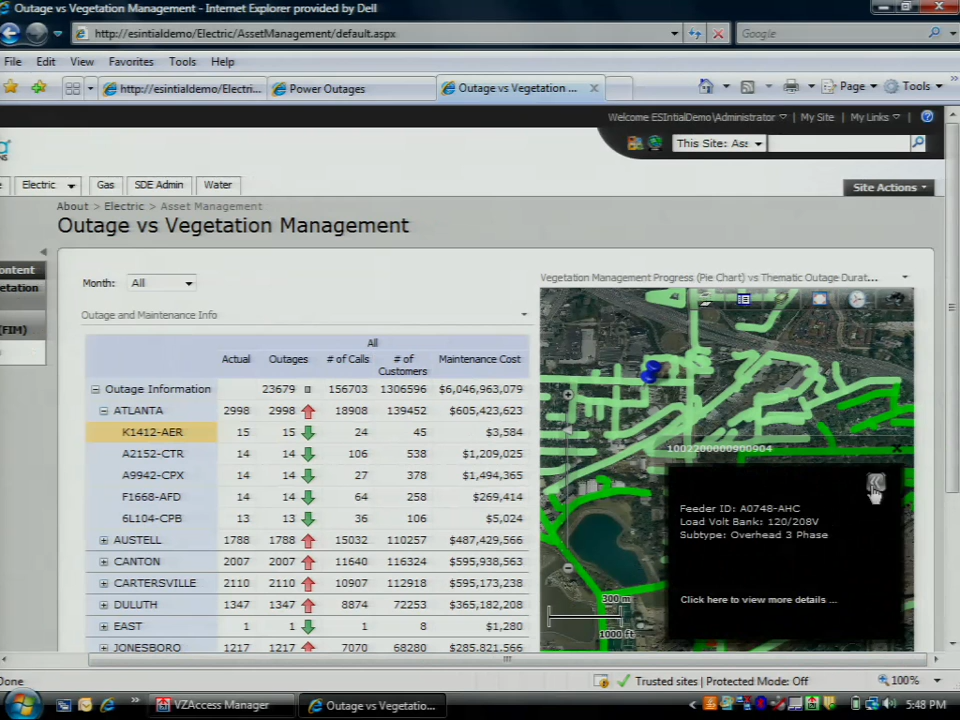 Outage vs Vegetation Management - Internet Explorer provided by Dell
http://esintialdemo/Electric/AssetManagement/default.aspx
Google
File Edit View Favorites Tools Help
http://esintialdemo/Electri...
Power Outages
Outage vs Vegetation ...
Page Tools
Welcome ESIntialDemo\Administrator My Site My Links
This Site: Ass
Electric Gas SDE Admin Water
Site Actions
About > Electric > Asset Management
Outage vs Vegetation Management
ontent
etation
(FIM)
Month: All
Vegetation Management Progress (Pie Chart) vs Thematic Outage Durat...
Outage and Maintenance Info
All
Actual Outages # of Calls # of Customers Maintenance Cost
Outage Information 23679 156703 1306596 $6,046,963,079
ATLANTA 2998 2998 18908 139452 $605,423,623
K1412-AER 15 15 24 45 $3,584
A2152-CTR 14 14 106 538 $1,209,025
A9942-CPX 14 14 27 378 $1,494,365
F1668-AFD 14 14 64 258 $269,414
6L104-CPB 13 13 36 106 $5,024
AUSTELL 1788 1788 15032 110257 $487,429,656
CANTON 2007 2007 11640 116324 $595,938,563
CARTERSVILLE 2110 2110 10907 112918 $595,173,238
DULUTH 1347 1347 8874 72253 $365,182,208
EAST 1 1 1 8 $1,280
JONESBORO 1217 1217 7070 68280 $285,821,566
1002200000900904
Feeder ID: A0748-AHC
Load Volt Bank: 120/208V
Subtype: Overhead 3 Phase
Click here to view more details ...
300 m
1000 ft
Done
Trusted sites | Protected Mode: Off
100%
VZAccess Manager
Outage vs Vegetatio...
5:48 PM